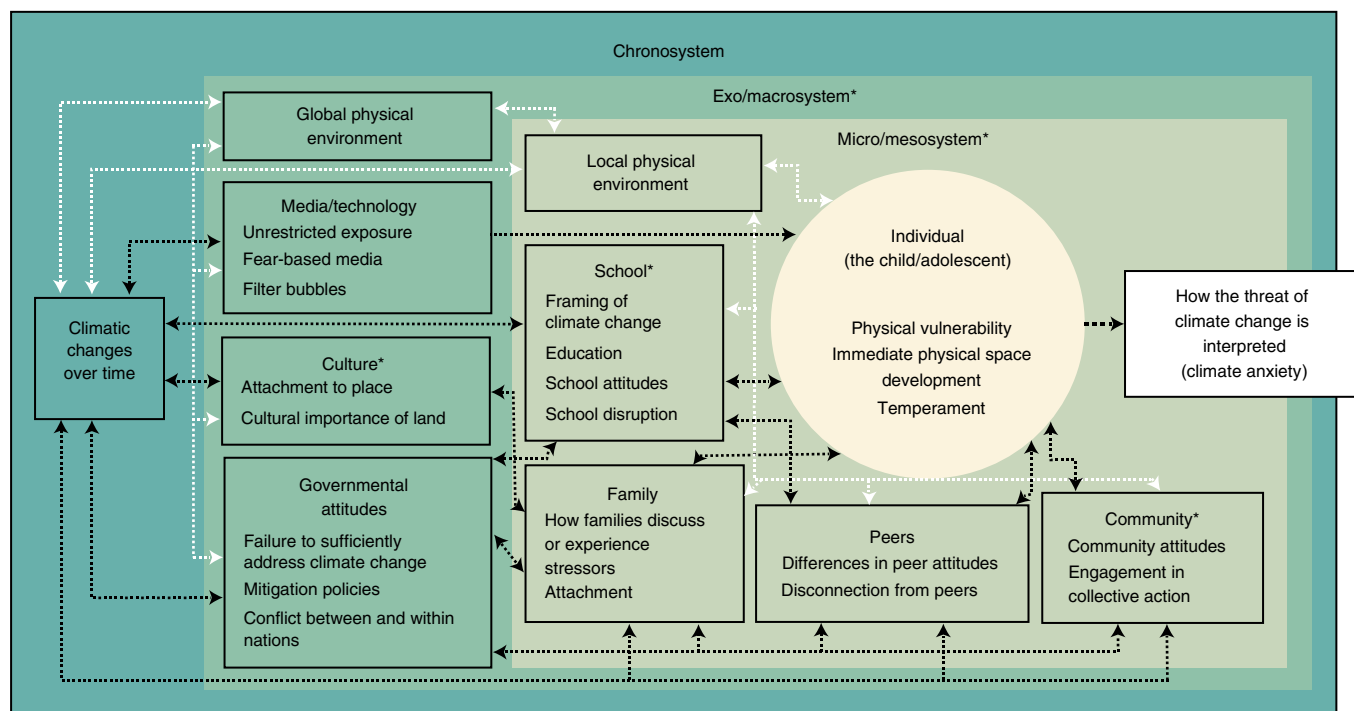 Chronosystem
Exo/macrosystem*
Micro/mesosystem*
Global physical
environment
Local physical
environment
Media/technology
Unrestricted exposure
Fear-based media
Filter bubbles
Individual
(the child/adolescent)
Physical vulnerability
Immediate physical space
development
Temperament
School*
Framing of
climate change
Education
School attitudes
School disruption
How the threat of
climate change is
interpreted
(climate anxiety)
Climatic
changes
over time
Culture*
Attachment to place
Cultural importance of land
Governmental
attitudes
Failure to sufficiently
address climate change
Mitigation policies
Conflict between and within
nations
Family
How families discuss
or experience
stressors
Attachment
Peers
Differences in peer attitudes
Disconnection from peers
Community*
Community attitudes
Engagement in
collective action